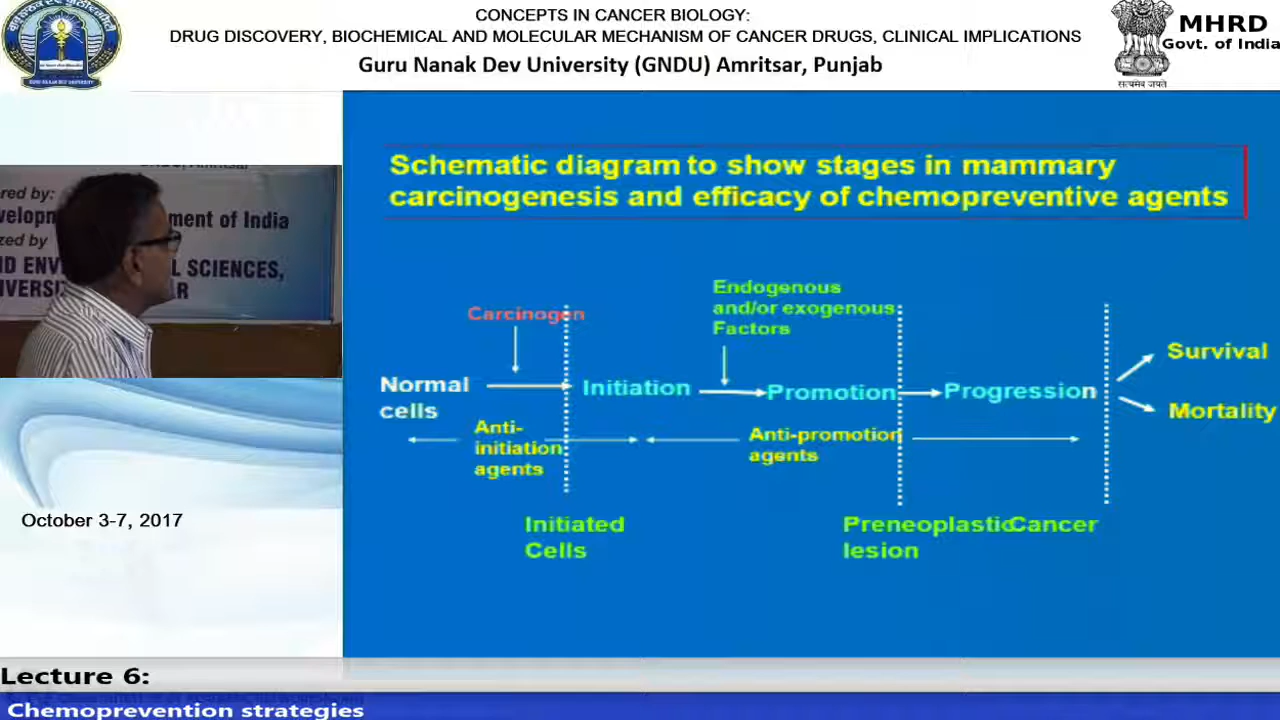 CONCEPTS IN CANCER BIOLOGY:
DRUG DISCOVERY, BIOCHEMICAL AND MOLECULAR MECHANISM OF CANCER DRUGS, CLINICAL IMPLICATIONS
Guru Nanak Dev University (GNDU) Amritsar, Punjab
MHRD
Govt. of India
सत्यमेव जयते
Schematic diagram to show stages in mammary
carcinogenesis and efficacy of chemopreventive agents
Endogenous
and/or exogenous
Factors
Carcinogen
Normal
cells
Initiation
Promotion
Progression
Survival
Mortality
Anti-
initiation
agents
Anti-promotion
agents
Initiated
Cells
Preneoplastic
lesion
Cancer
ment of India
L SCIENCES,
October 3-7, 2017
Lecture 6:
Chemoprevention strategies